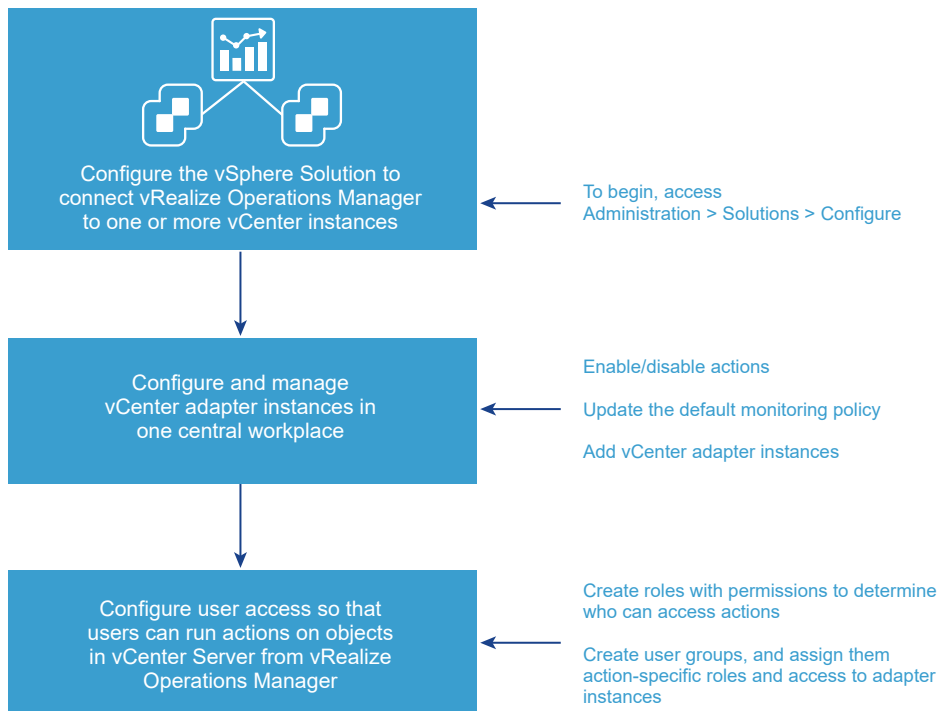 Configure the vSphere Solution to
connect vRealize Operations Manager
to one or more vCenter instances
To begin, access
Administration > Solutions > Configure
Configure and manage
vCenter adapter instances in
one central workplace
Enable/disable actions
Update the default monitoring policy
Add vCenter adapter instances
Configure user access so that
users can run actions on objects
in vCenter Server from vRealize
Operations Manager
Create roles with permissions to determine
who can access actions
Create user groups, and assign them
action-specific roles and access to adapter
instances